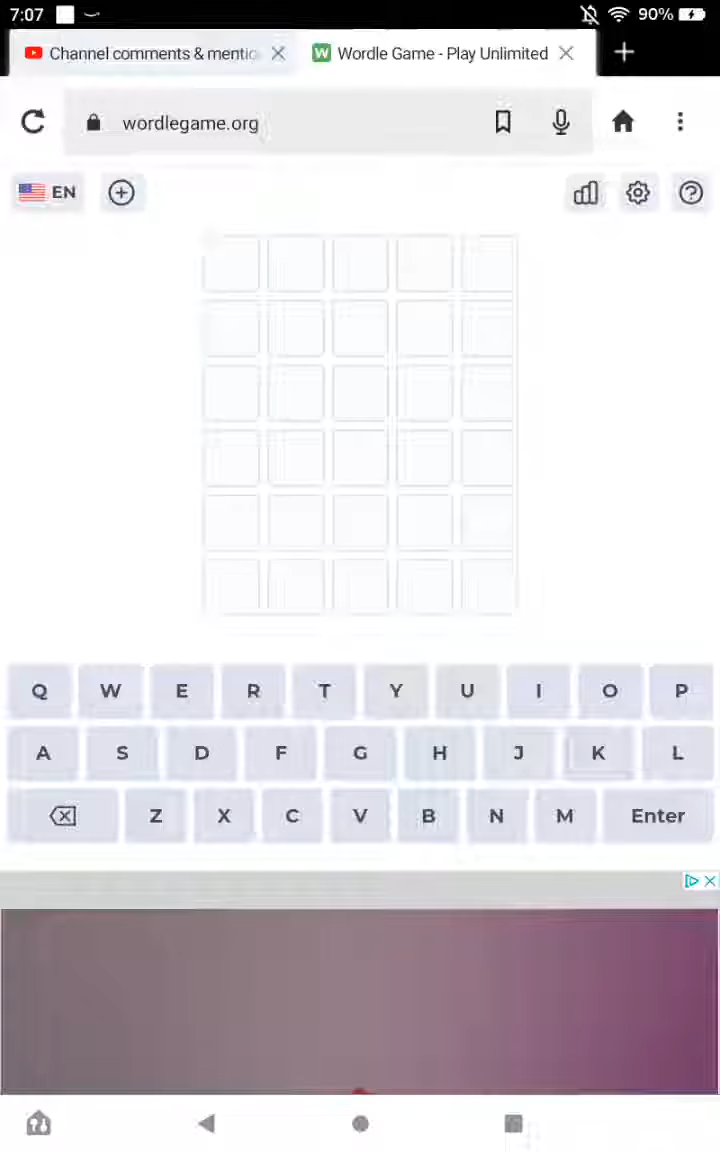 7:07 90%
Channel comments & mentio W Wordle Game - Play Unlimited
wordlegame.org
EN
Q W E R T Y U I O P
A S D F G H J K L
Z X C V B N M Enter